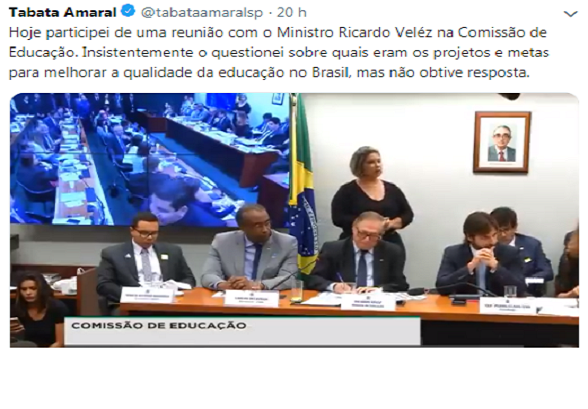 Tabata Amaral @tabataamaralsp · 20 h
Hoje participei de uma reunião com o Ministro Ricardo Veléz na Comissão de
Educação. Insistentemente o questionei sobre quais eram os projetos e metas
para melhorar a qualidade da educação no Brasil, mas não obtive resposta.
COMISSÃO DE EDUCAÇÃO